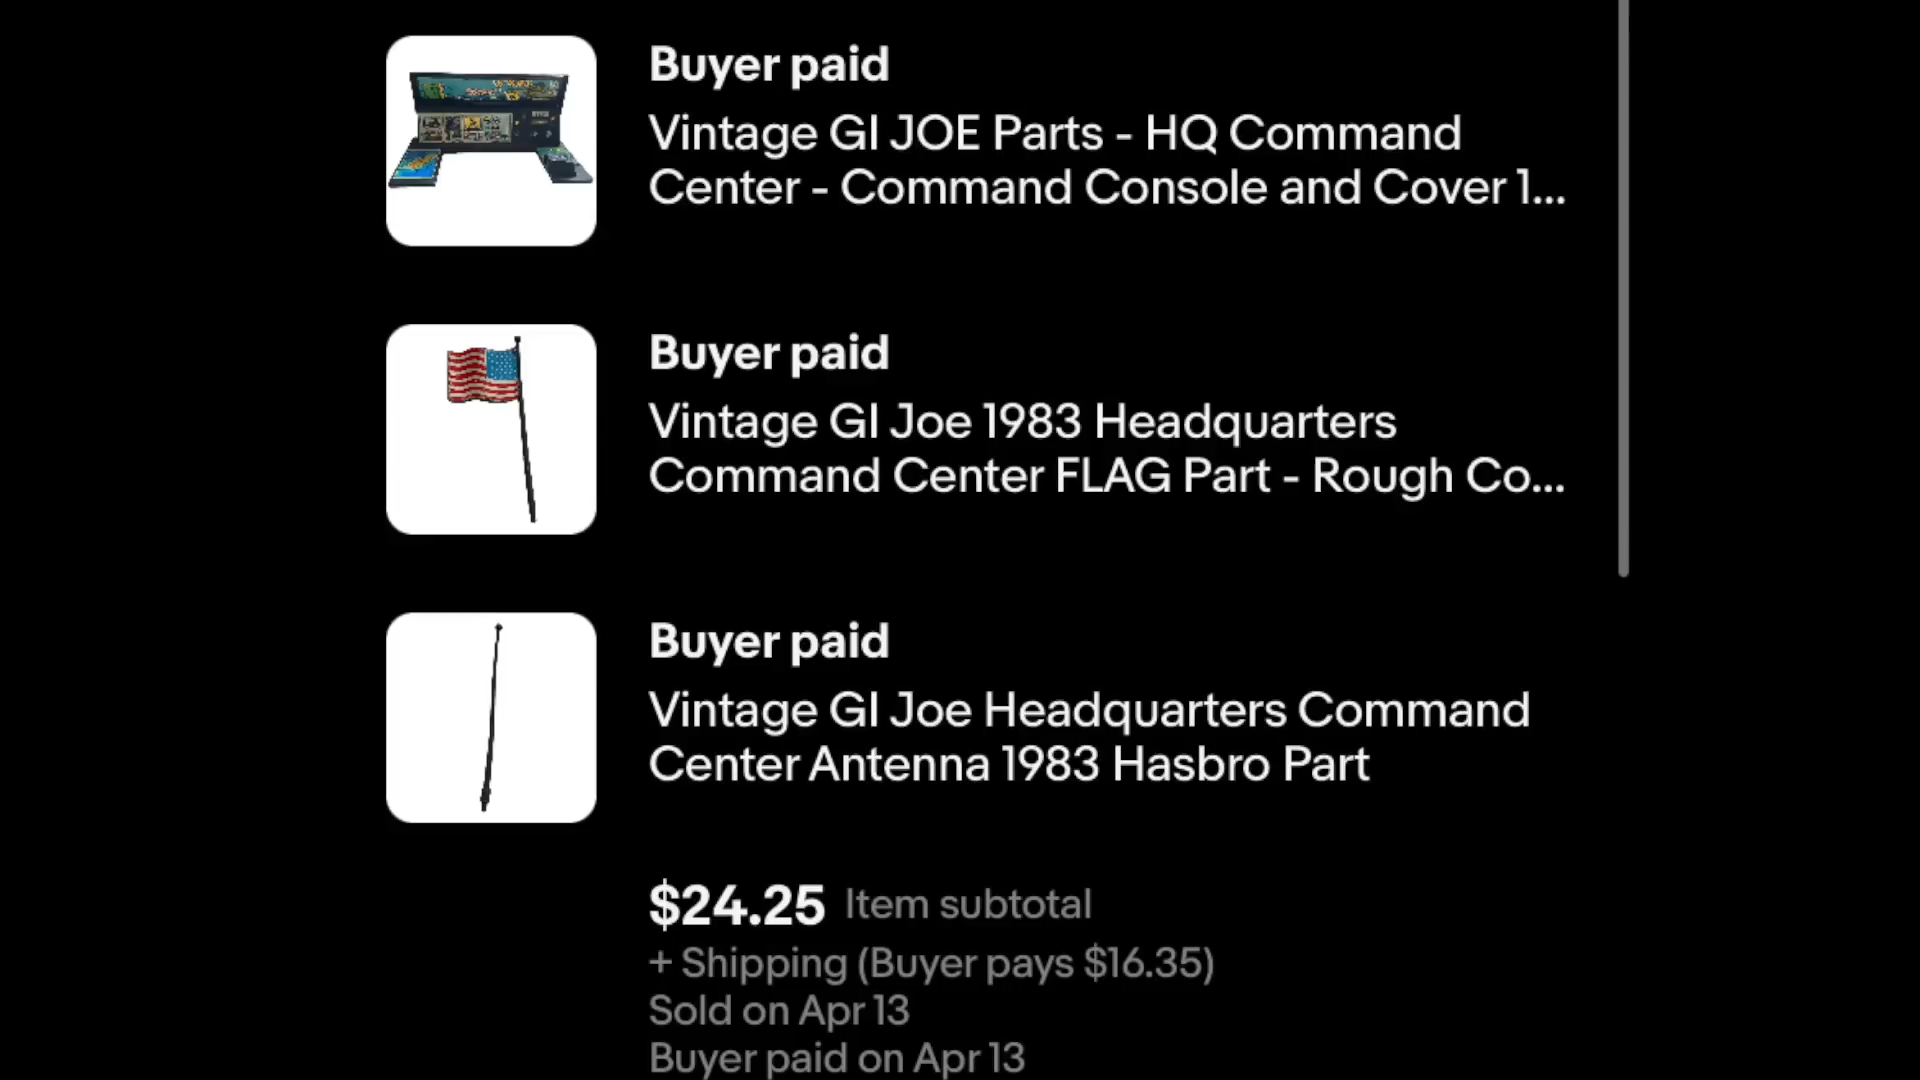 Buyer paid
Vintage GI JOE Parts - HQ Command
Center - Command Console and Cover 1...
Buyer paid
Vintage GI Joe 1983 Headquarters
Command Center FLAG Part - Rough Co...
Buyer paid
Vintage GI Joe Headquarters Command
Center Antenna 1983 Hasbro Part
$24.25 Item subtotal
+ Shipping (Buyer pays $16.35)
Sold on Apr 13
Buyer paid on Apr 13